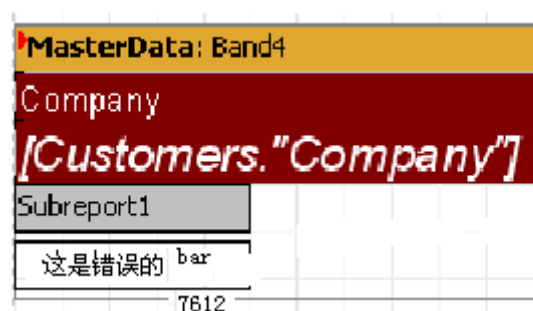 MasterData: Band4
Company
[Customers."Company"]
Subreport1
这是错误的 bar
7612